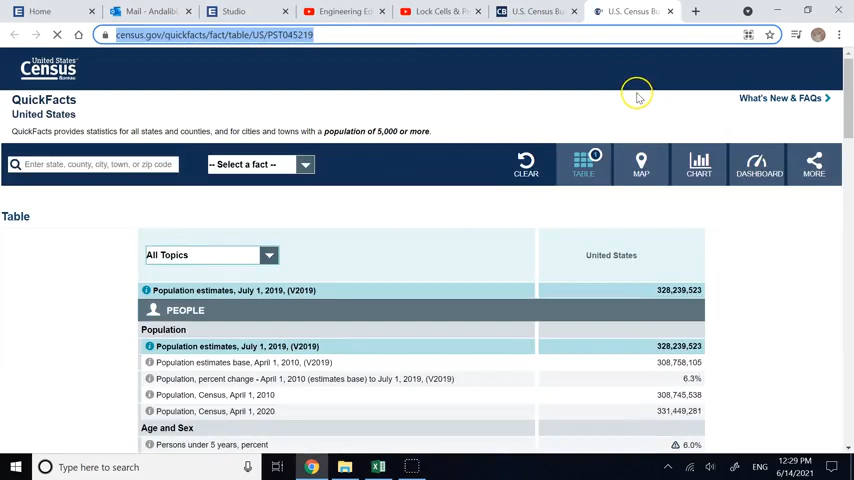 Home
Mail - Andalib
Studio
Engineering Ed
Lock Cells & P
U.S. Census Bu
U.S. Census Bu
census.gov/quickfacts/fact/table/US/PST045219
United States®
Census
Bureau
QuickFacts
United States
What's New & FAQs
QuickFacts provides statistics for all states and counties, and for cities and towns with a population of 5,000 or more.
Enter state, county, city, town, or zip code
-- Select a fact --
CLEAR
1
TABLE
MAP
CHART
DASHBOARD
MORE
Table
All Topics
United States
Population estimates, July 1, 2019, (V2019) 328,239,523
PEOPLE
Population
Population estimates, July 1, 2019, (V2019) 328,239,523
Population estimates base, April 1, 2010, (V2019) 308,758,105
Population, percent change - April 1, 2010 (estimates base) to July 1, 2019, (V2019) 6.3%
Population, Census, April 1, 2010 308,745,538
Population, Census, April 1, 2020 331,449,281
Age and Sex
Persons under 5 years, percent 6.0%
Type here to search
ENG
12:29 PM
6/14/2021